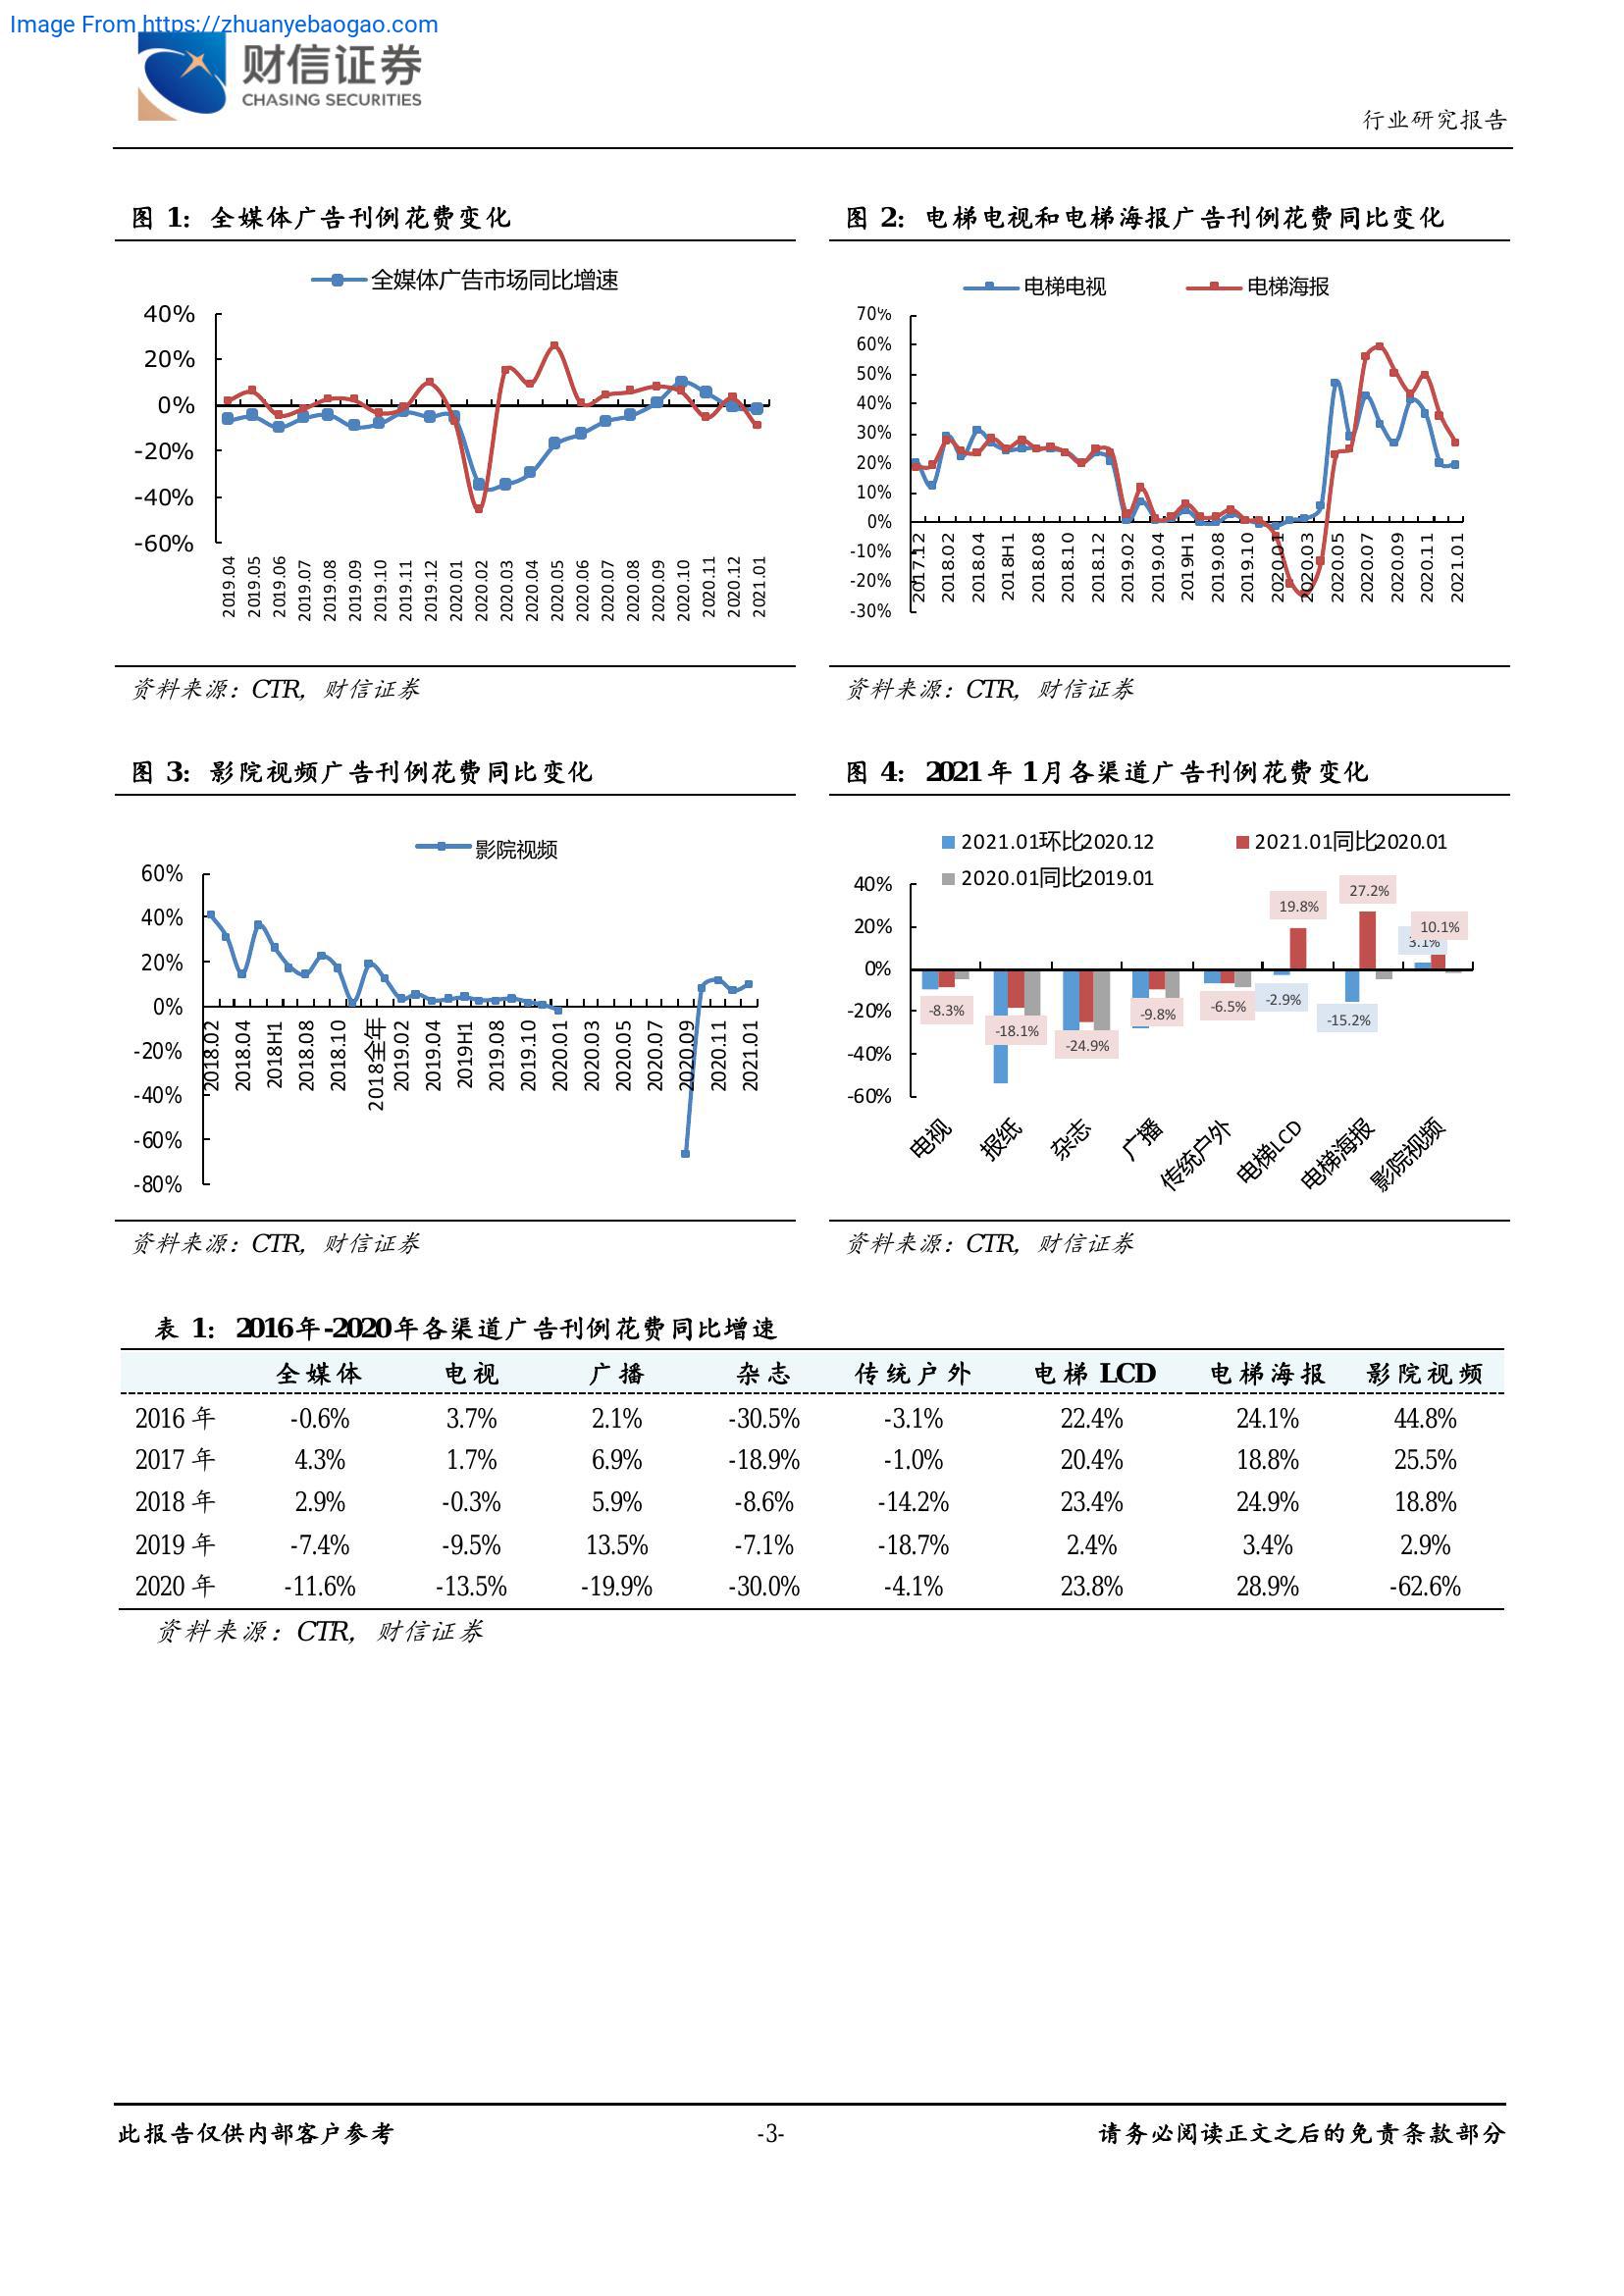 Image From https://zhuanyebaogao.com
财信证券
CHASING SECURITIES
行业研究报告
图 1: 全媒体广告刊例花费变化
全媒体广告市场同比增速
40%
20%
0%
-20%
-40%
-60%
2019.04 2019.05 2019.06 2019.07 2019.08 2019.09 2019.10 2019.11 2019.12 2020.01 2020.02 2020.03 2020.04 2020.05 2020.06 2020.07 2020.08 2020.09 2020.10 2020.11 2020.12 2021.01
资料来源: CTR, 财信证券
图 2: 电梯电视和电梯海报广告刊例花费同比变化
电梯电视 电梯海报
70%
60%
50%
40%
30%
20%
10%
0%
-10%
-20%
-30%
2017.12 2018.02 2018.04 2018H1 2018.08 2018.10 2018.12 2019.02 2019.04 2019H1 2019.08 2019.10 2020.01 2020.03 2020.05 2020.07 2020.09 2020.11 2021.01
资料来源: CTR, 财信证券
图 3: 影院视频广告刊例花费同比变化
影院视频
60%
40%
20%
0%
-20%
-40%
-60%
-80%
2018.02 2018.04 2018H1 2018.08 2018.10 2018全年 2019.02 2019.04 2019H1 2019.08 2019.10 2020.01 2020.03 2020.05 2020.07 2020.09 2020.11 2021.01
资料来源: CTR, 财信证券
图 4: 2021年 1月各渠道广告刊例花费变化
2021.01环比2020.12 2021.01同比2020.01
2020.01同比2019.01
40%
20%
0%
-20%
-40%
-60%
-8.3% -18.1% -24.9% -9.8% -6.5% -2.9% 19.8% -15.2% 27.2% 3.1% 10.1%
电视 报纸 杂志 广播 传统户外 电梯LCD 电梯海报 影院视频
资料来源: CTR, 财信证券
表 1: 2016年-2020年各渠道广告刊例花费同比增速
全媒体 电视 广播 杂志 传统户外 电梯 LCD 电梯海报 影院视频
2016 年 -0.6% 3.7% 2.1% -30.5% -3.1% 22.4% 24.1% 44.8%
2017 年 4.3% 1.7% 6.9% -18.9% -1.0% 20.4% 18.8% 25.5%
2018 年 2.9% -0.3% 5.9% -8.6% -14.2% 23.4% 24.9% 18.8%
2019 年 -7.4% -9.5% 13.5% -7.1% -18.7% 2.4% 3.4% 2.9%
2020 年 -11.6% -13.5% -19.9% -30.0% -4.1% 23.8% 28.9% -62.6%
资料来源: CTR, 财信证券
此报告仅供内部客户参考 -3- 请务必阅读正文之后的免责条款部分